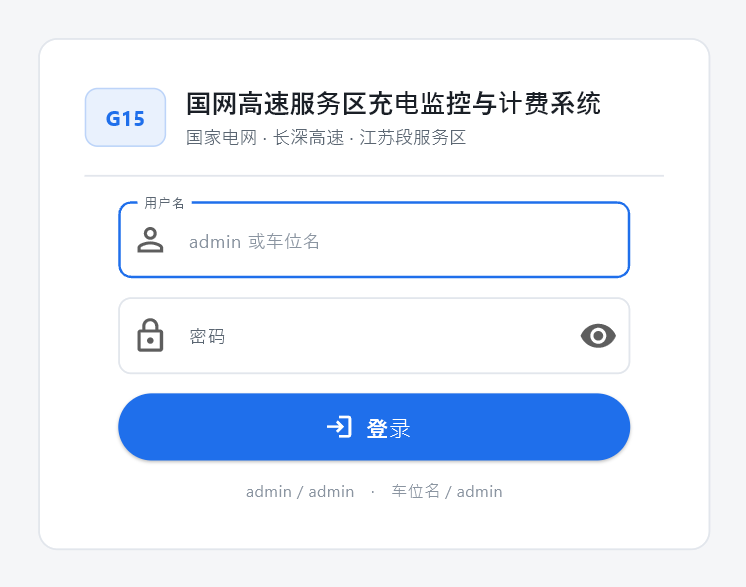 G15
国网高速服务区充电监控与计费系统
国家电网 · 长深高速 · 江苏段服务区
用户名
admin 或车位名
密码
登录
admin / admin · 车位名 / admin